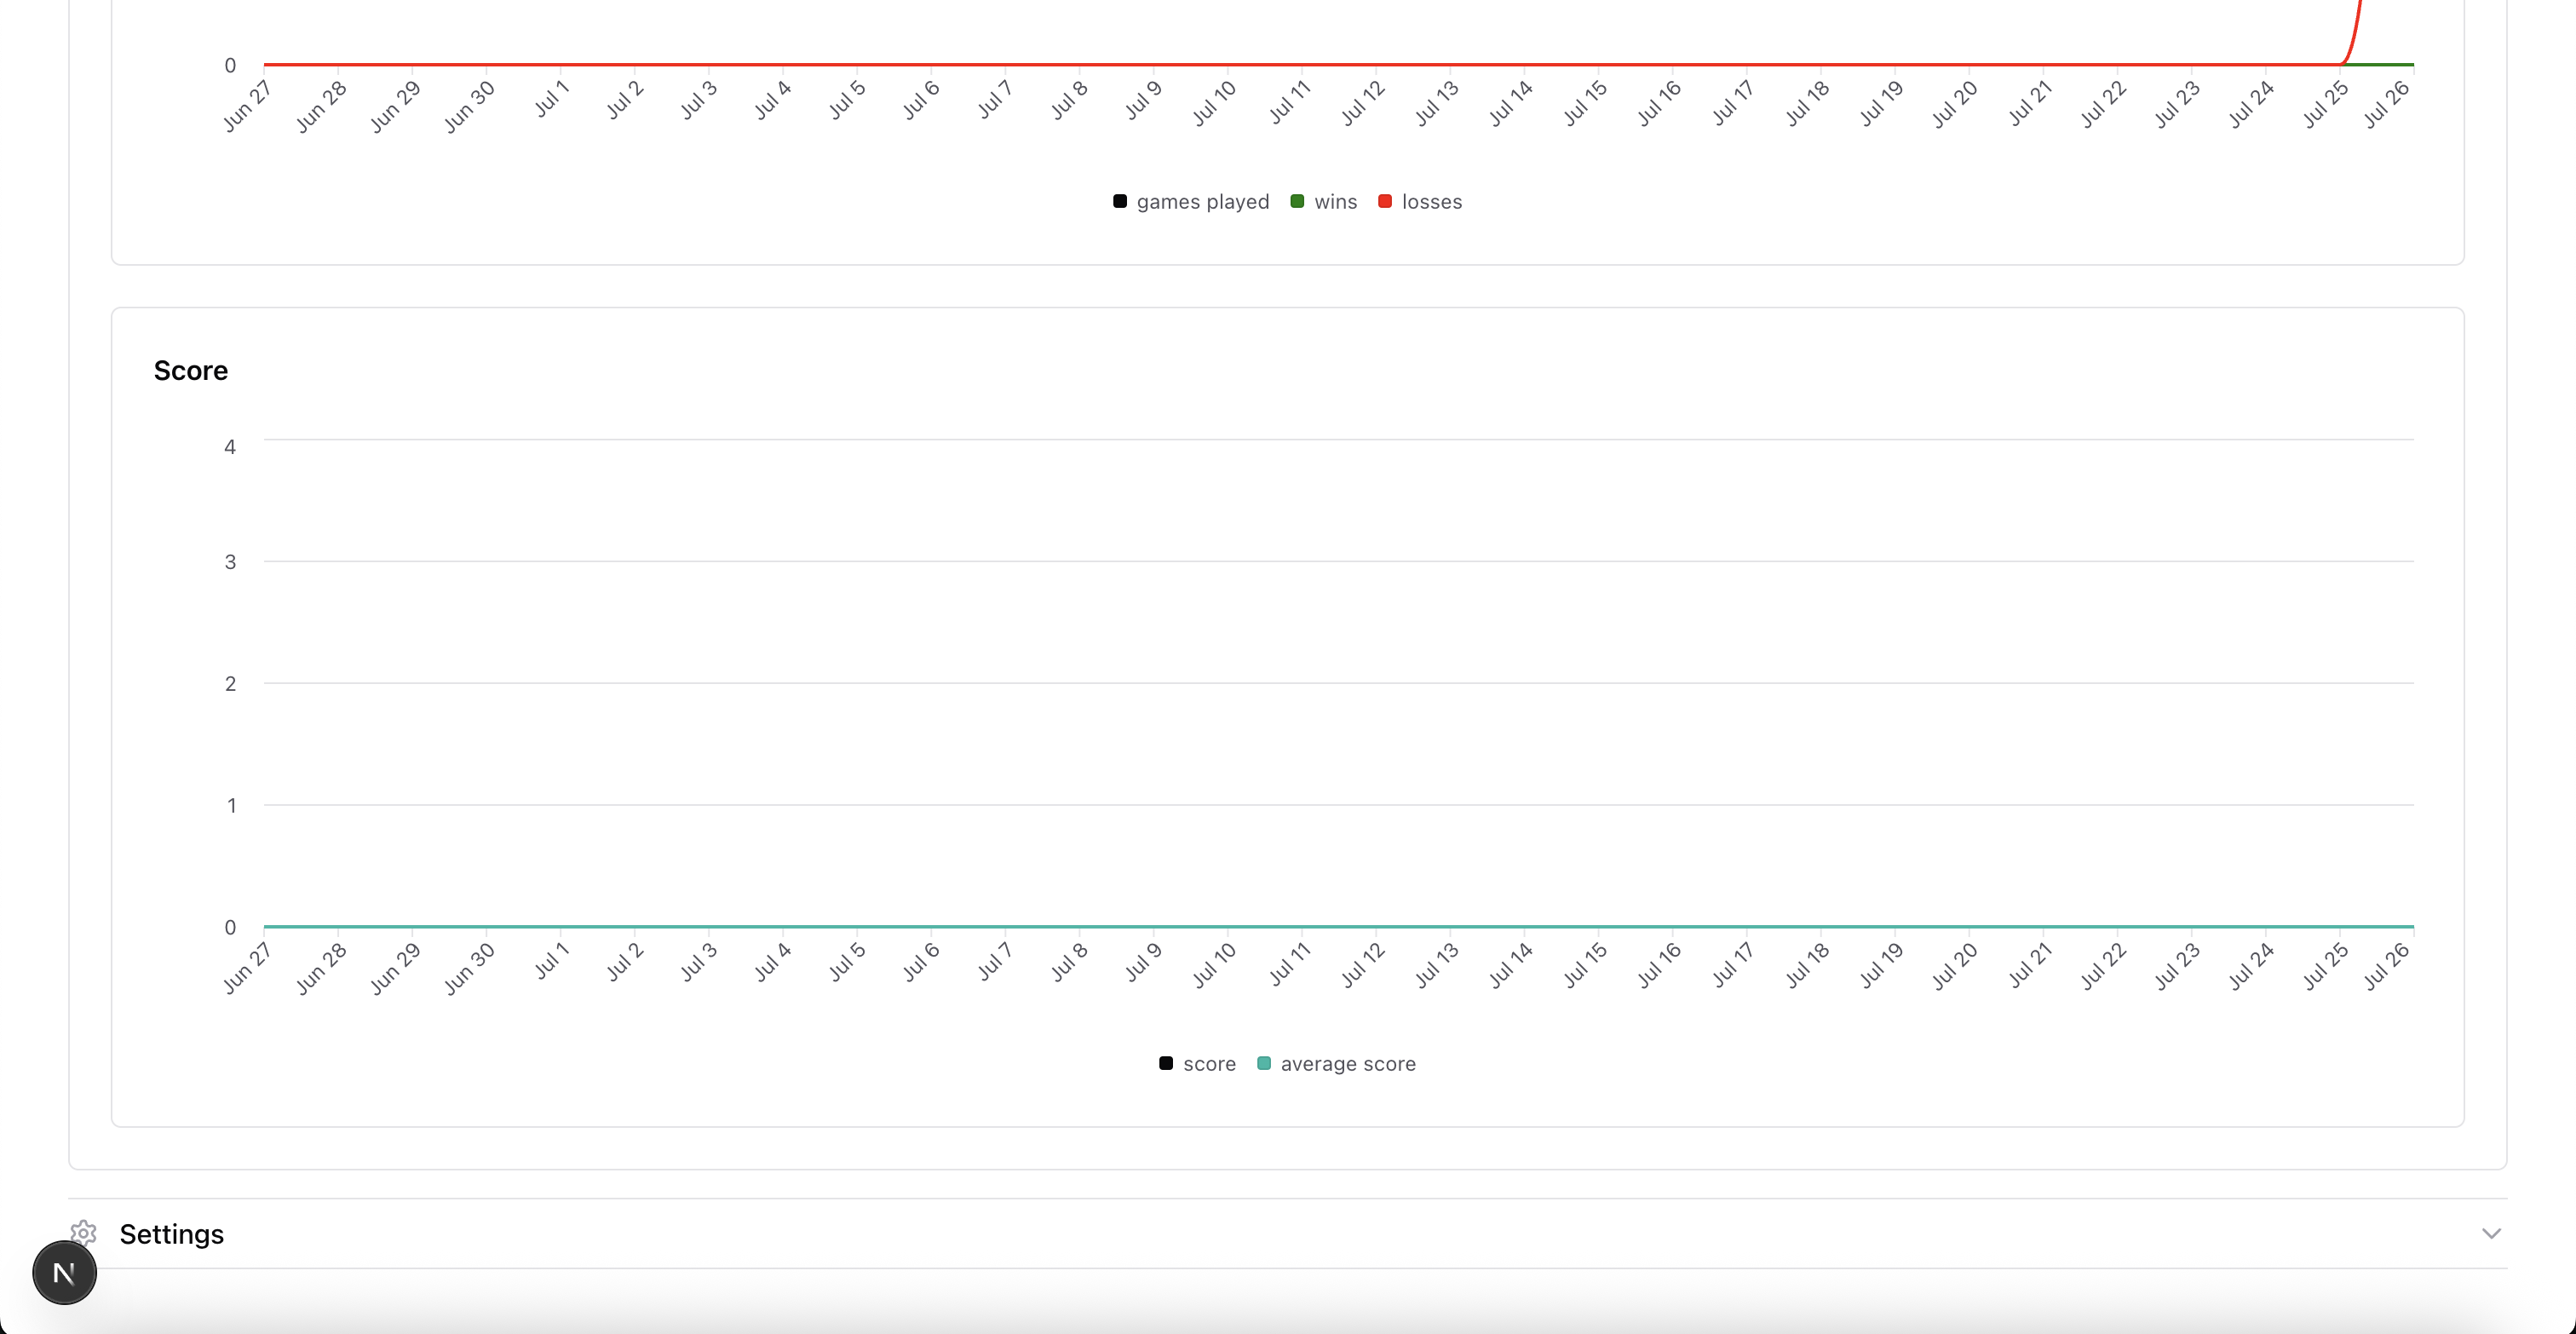 0
Jun 27 Jun 28 Jun 29 Jun 30 Jul 1 Jul 2 Jul 3 Jul 4 Jul 5 Jul 6 Jul 7 Jul 8 Jul 9 Jul 10 Jul 11 Jul 12 Jul 13 Jul 14 Jul 15 Jul 16 Jul 17 Jul 18 Jul 19 Jul 20 Jul 21 Jul 22 Jul 23 Jul 24 Jul 25 Jul 26
games played wins losses
Score
4
3
2
1
0
Jun 27 Jun 28 Jun 29 Jun 30 Jul 1 Jul 2 Jul 3 Jul 4 Jul 5 Jul 6 Jul 7 Jul 8 Jul 9 Jul 10 Jul 11 Jul 12 Jul 13 Jul 14 Jul 15 Jul 16 Jul 17 Jul 18 Jul 19 Jul 20 Jul 21 Jul 22 Jul 23 Jul 24 Jul 25 Jul 26
score average score
Settings
N